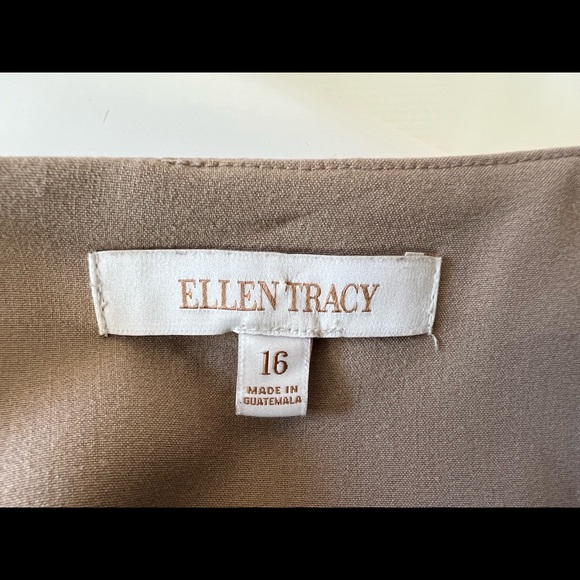 ELLEN TRACY
16
MADE IN
GUATEMALA